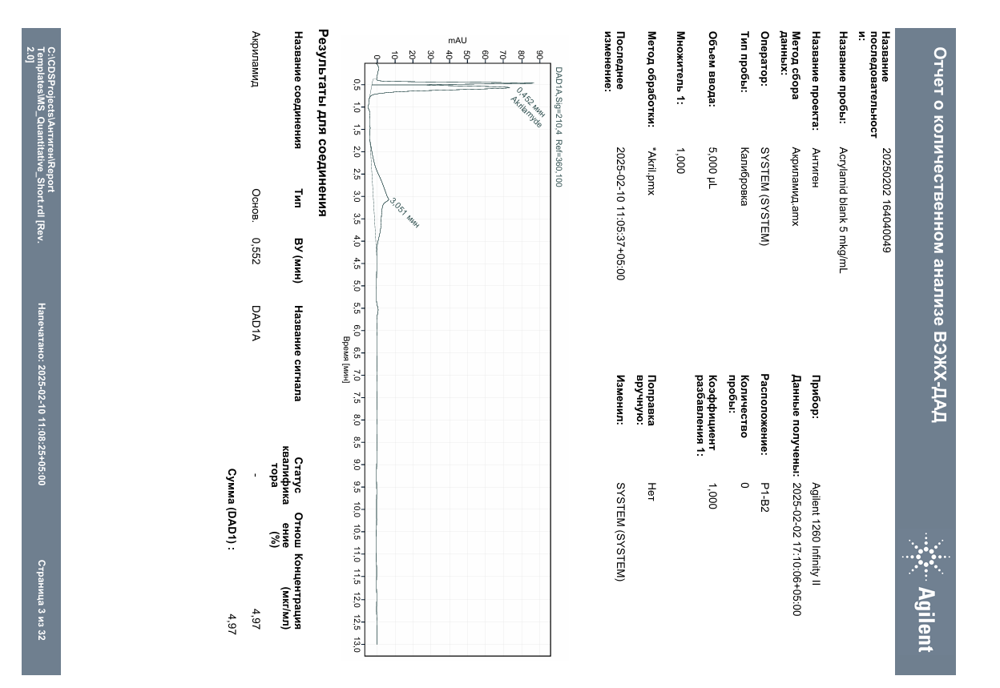 Отчет о количественном анализе ВЭЖХ-ДАД
Agilent
Название
последовательност
и:
20250202 164040049
Название пробы: Acrylamid blank 5 mkg/mL
Название проекта: Антиген Прибор: Agilent 1260 Infinity II
Метод сбора
данных:
Акриламид.amx Данные получены: 2025-02-02 17:10:06+05:00
Оператор: SYSTEM (SYSTEM) Расположение: P1-B2
Тип пробы: Калибровка Количество
пробы:
0
Объем ввода: 5,000 µL Коэффициент
разбавления 1:
1,000
Множитель 1: 1,000
Метод обработки: *Akril.pmx Поправка
вручную:
Нет
Последнее
изменение:
2025-02-10 11:05:37+05:00 Изменил: SYSTEM (SYSTEM)
DAD1A,Sig=210,4 Ref=360,100
mAU
90
80
70
60
50
40
30
20
10
0
0,452 мин
Akrilamyde
3,051 мин
0,5 1,0 1,5 2,0 2,5 3,0 3,5 4,0 4,5 5,0 5,5 6,0 6,5 7,0 7,5 8,0 8,5 9,0 9,5 10,0 10,5 11,0 11,5 12,0 12,5 13,0
Время [мин]
Результаты для соединения
Название соединения Тип ВУ (мин) Название сигнала Статус
квалифика
тора
Отнош
ение
(%)
Концентрация
(мкг/мл)
Акриламид Основ. 0,552 DAD1A - 4,97
Сумма (DAD1) : 4,97
C:\CDSProjects\Антиген\Report
Templates\MS_Quantitative_Short.rdl [Rev.
2.0]
Напечатано: 2025-02-10 11:08:25+05:00
Страница 3 из 32